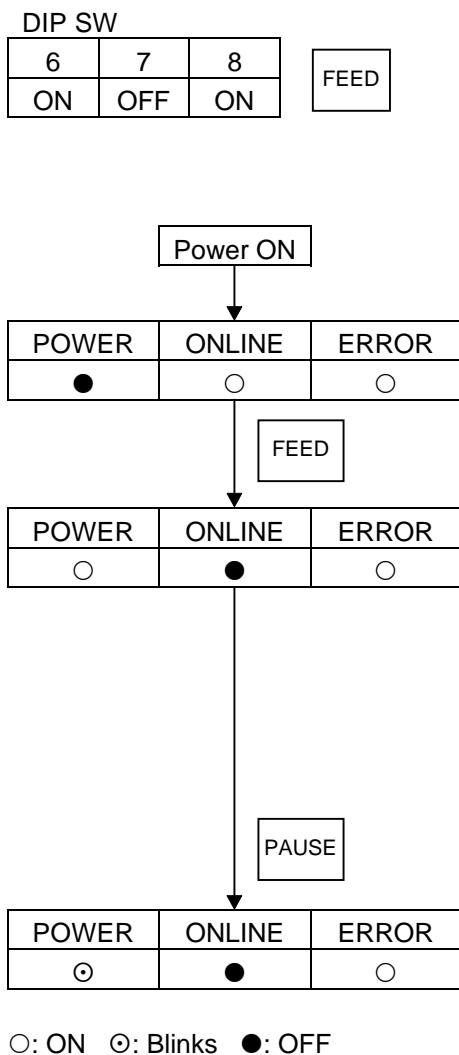 DIP SW
6 7 8
ON OFF ON
FEED
Power ON
POWER ONLINE ERROR
● ○ ○
FEED
POWER ONLINE ERROR
○ ● ○
PAUSE
POWER ONLINE ERROR
⊙ ● ○
○: ON ⊙: Blinks ●: OFF